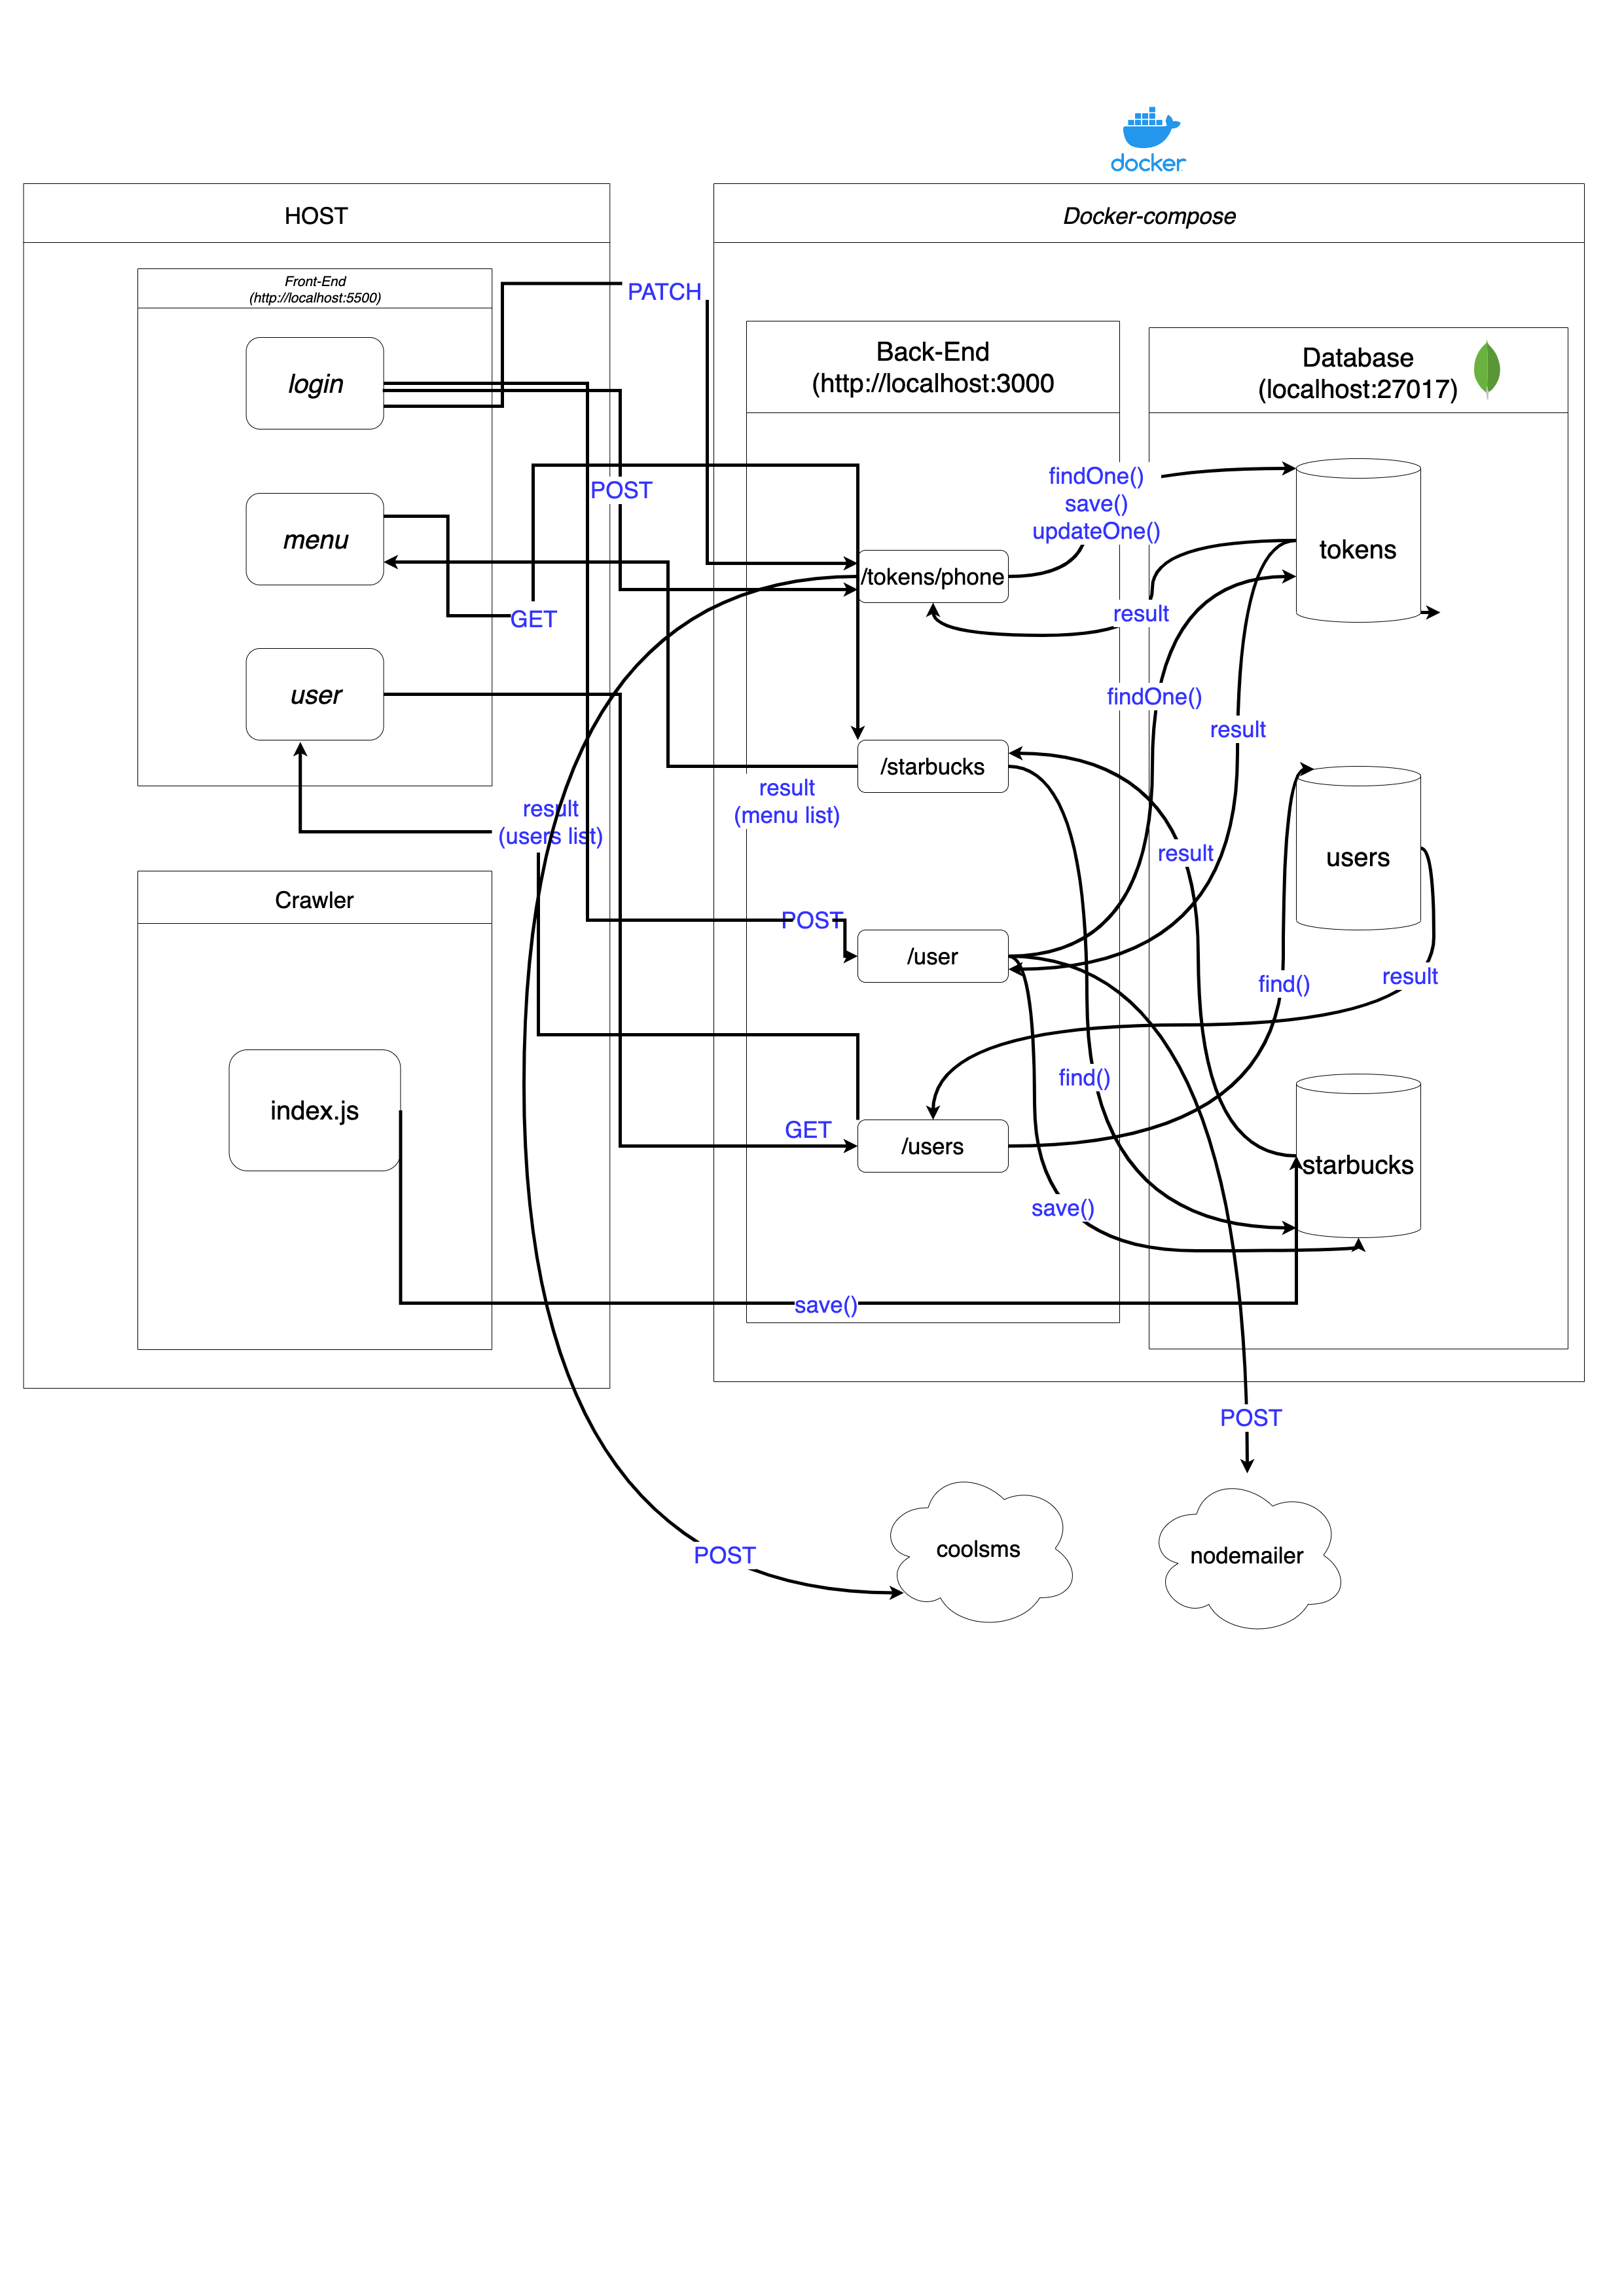 docker
HOST
Docker-compose
Front-End
(http://localhost:5500)
PATCH
Back-End
(http://localhost:3000
Database
(localhost:27017)
login
findOne()
save()
updateOne()
POST
menu
tokens
/tokens/phone
GET
result
user
findOne()
result
/starbucks
result
(menu list)
result
(users list)
result
users
Crawler
POST
/user
find()
result
find()
index.js
GET
/users
starbucks
save()
save()
POST
coolsms
nodemailer
POST